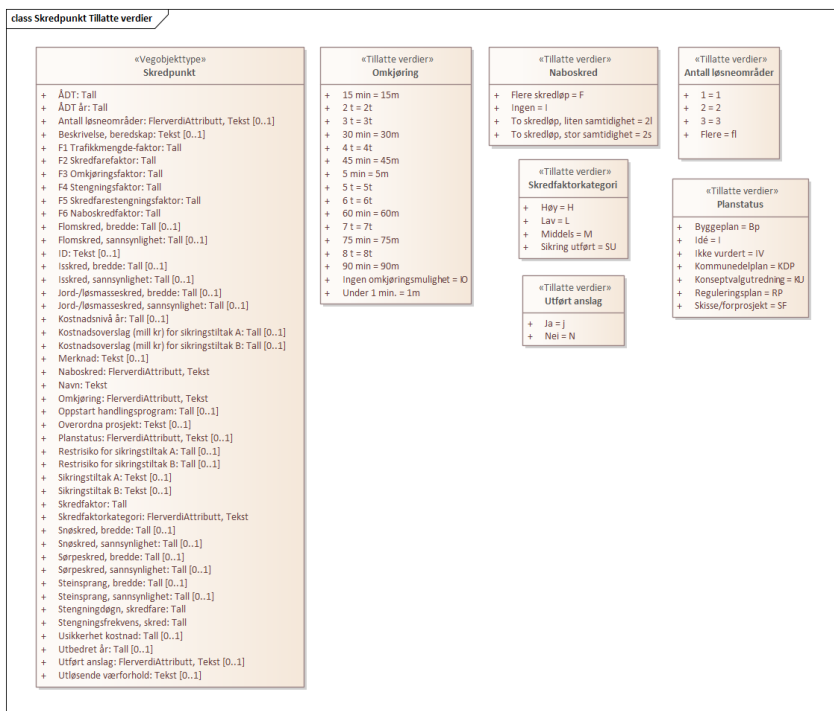 class Skredpunkt Tillatte verdier
«Vegobjekttype»
Skredpunkt
+ ÅDT: Tall
+ ÅDT år: Tall
+ Antall løsneområder: FlerverdiAttributt, Tekst [0..1]
+ Beskrivelse, beredskap: Tekst [0..1]
+ F1 Trafikkmengde-faktor: Tall
+ F2 Skredfarefaktor: Tall
+ F3 Omkjøringsfaktor: Tall
+ F4 Stengningsfaktor: Tall
+ F5 Skredfarestengningsfaktor: Tall
+ F6 Naboskredfaktor: Tall
+ Flomskred, bredde: Tall [0..1]
+ Flomskred, sannsynlighet: Tall [0..1]
+ ID: Tekst [0..1]
+ Isskred, bredde: Tall [0..1]
+ Isskred, sannsynlighet: Tall [0..1]
+ Jord-/løsmasseskred, bredde: Tall [0..1]
+ Jord-/løsmasseskred, sannsynlighet: Tall [0..1]
+ Kostnadsnivå år: Tall [0..1]
+ Kostnadsoverslag (mill kr) for sikringstiltak A: Tall [0..1]
+ Kostnadsoverslag (mill kr) for sikringstiltak B: Tall [0..1]
+ Merknad: Tekst [0..1]
+ Naboskred: FlerverdiAttributt, Tekst
+ Navn: Tekst
+ Omkjøring: FlerverdiAttributt, Tekst
+ Oppstart handlingsprogram: Tall [0..1]
+ Overordna prosjekt: Tekst [0..1]
+ Planstatus: FlerverdiAttributt, Tekst [0..1]
+ Restrisiko for sikringstiltak A: Tall [0..1]
+ Restrisiko for sikringstiltak B: Tall [0..1]
+ Sikringstiltak A: Tekst [0..1]
+ Sikringstiltak B: Tekst [0..1]
+ Skredfaktor: Tall
+ Skredfaktorkategori: FlerverdiAttributt, Tekst
+ Snøskred, bredde: Tall [0..1]
+ Snøskred, sannsynlighet: Tall [0..1]
+ Sørpeskred, bredde: Tall [0..1]
+ Sørpeskred, sannsynlighet: Tall [0..1]
+ Steinsprang, bredde: Tall [0..1]
+ Steinsprang, sannsynlighet: Tall [0..1]
+ Stengningdøgn, skredfare: Tall
+ Stengningsfrekvens, skred: Tall
+ Usikkerhet kostnad: Tall [0..1]
+ Utbedret år: Tall [0..1]
+ Utført anslag: FlerverdiAttributt, Tekst [0..1]
+ Utløsende værforhold: Tekst [0..1]
«Tillatte verdier»
Omkjøring
+ 15 min = 15m
+ 2 t = 2t
+ 3 t = 3t
+ 30 min = 30m
+ 4 t = 4t
+ 45 min = 45m
+ 5 min = 5m
+ 5 t = 5t
+ 6 t = 6t
+ 60 min = 60m
+ 7 t = 7t
+ 75 min = 75m
+ 8 t = 8t
+ 90 min = 90m
+ Ingen omkjøringsmulighet = IO
+ Under 1 min. = 1m
«Tillatte verdier»
Naboskred
+ Flere skredløp = F
+ Ingen = I
+ To skredløp, liten samtidighet = 2l
+ To skredløp, stor samtidighet = 2s
«Tillatte verdier»
Skredfaktorkategori
+ Høy = H
+ Lav = L
+ Middels = M
+ Sikring utført = SU
«Tillatte verdier»
Utført anslag
+ Ja = j
+ Nei = N
«Tillatte verdier»
Antall løsneområder
+ 1 = 1
+ 2 = 2
+ 3 = 3
+ Flere = fl
«Tillatte verdier»
Planstatus
+ Byggeplan = Bp
+ Idé = I
+ Ikke vurdert = IV
+ Kommunedelplan = KDP
+ Konseptvalgutredning = KU
+ Reguleringsplan = RP
+ Skisse/forprosjekt = SF